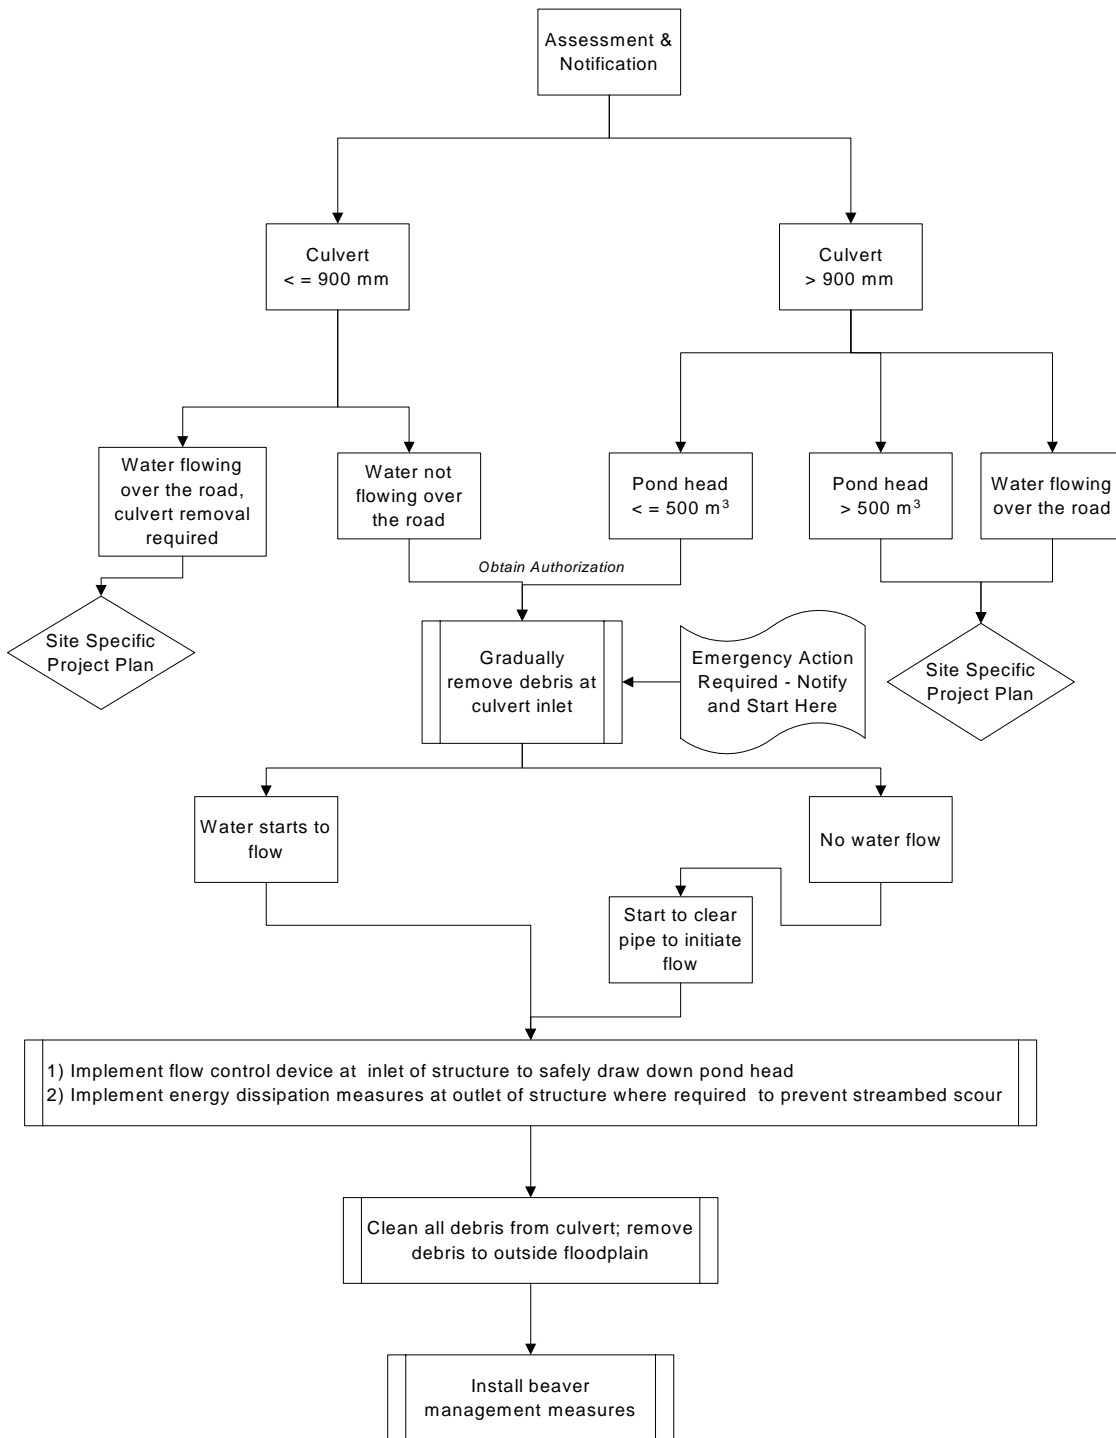 Assessment &
Notification
Culvert
< = 900 mm
Culvert
> 900 mm
Water flowing
over the road,
culvert removal
required
Water not
flowing over
the road
Pond head
< = 500 m³
Pond head
> 500 m³
Water flowing
over the road
Obtain Authorization
Site Specific
Project Plan
Gradually
remove debris at
culvert inlet
Emergency Action
Required - Notify
and Start Here
Site Specific
Project Plan
Water starts to
flow
No water flow
Start to clear
pipe to initiate
flow
1) Implement flow control device at inlet of structure to safely draw down pond head
2) Implement energy dissipation measures at outlet of structure where required to prevent streambed scour
Clean all debris from culvert; remove
debris to outside floodplain
Install beaver
management measures